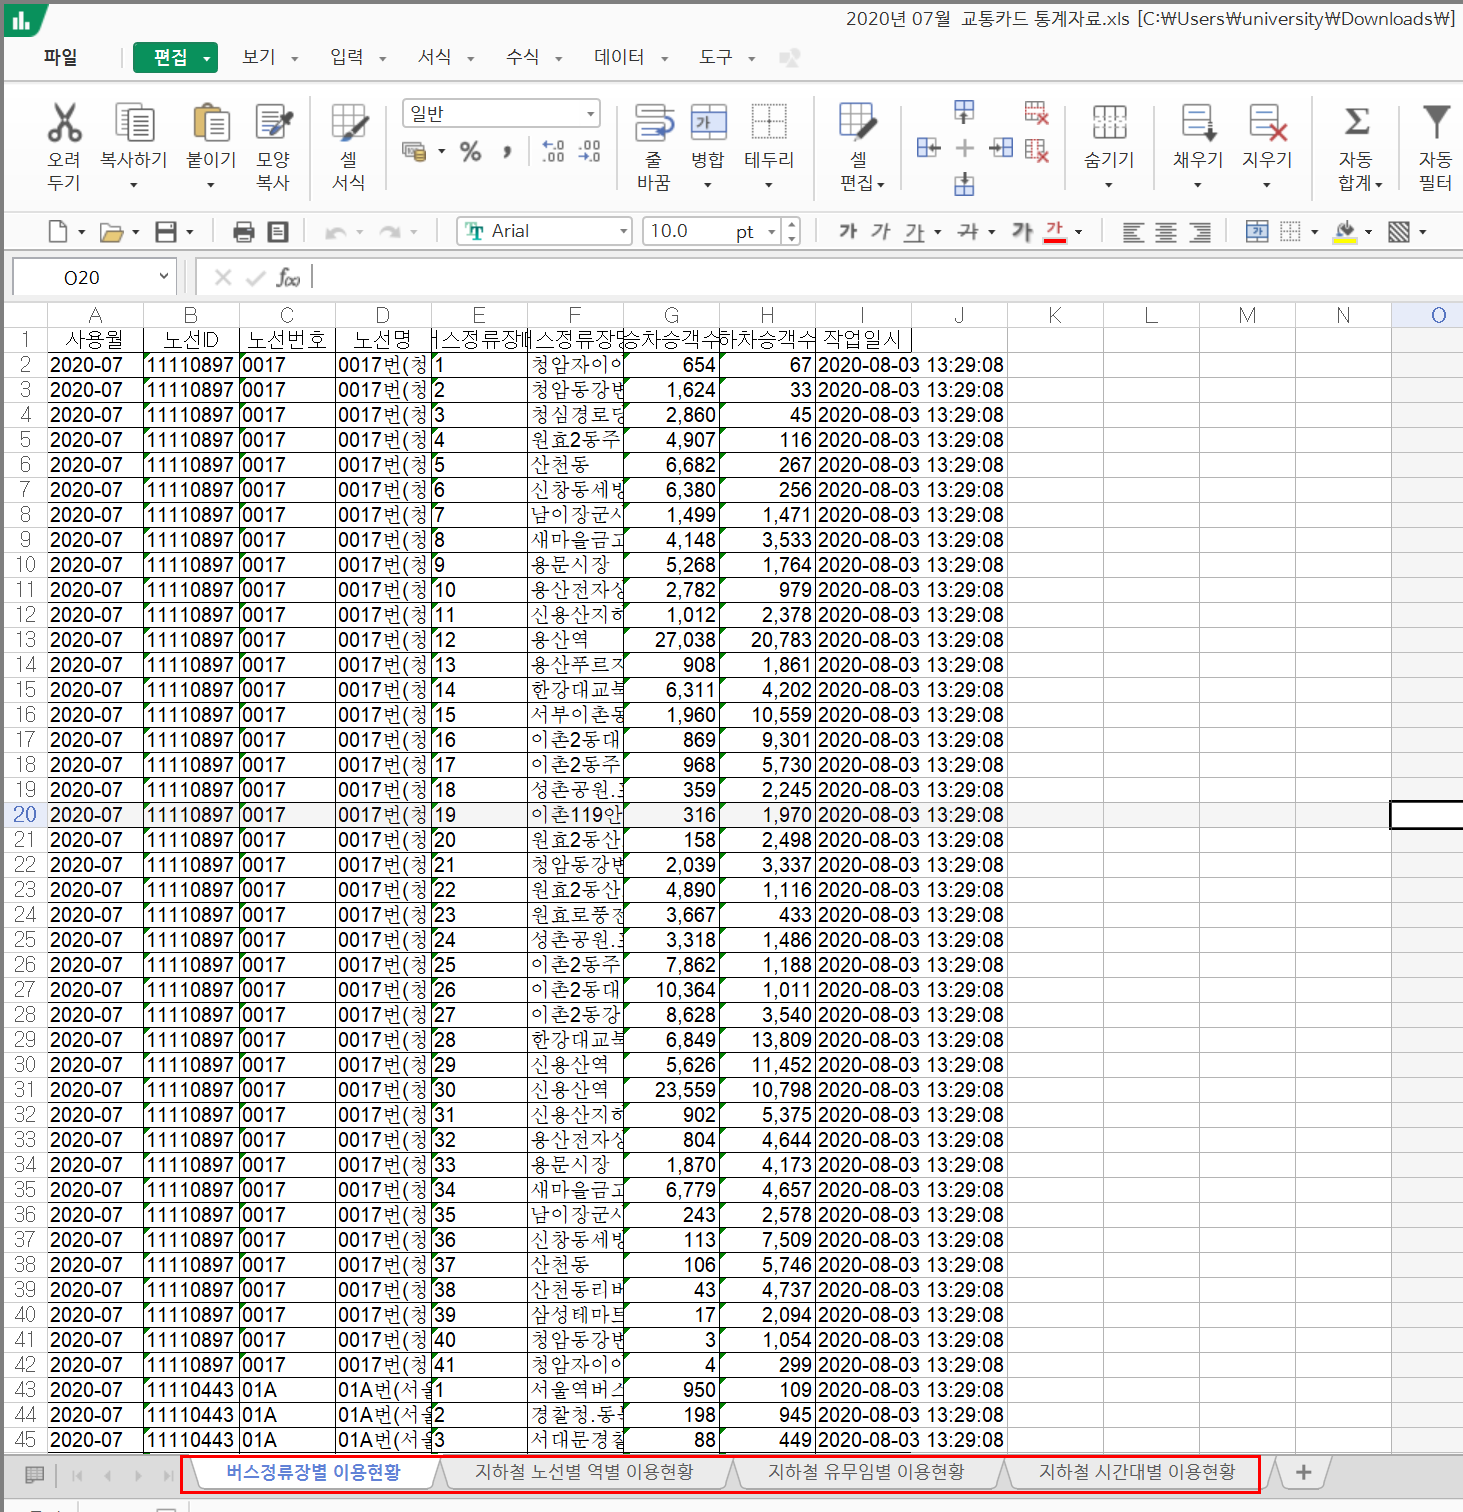 2020년 07월 교통카드 통계자료.xls [C:₩Users₩university₩Downloads₩]
파일 편집 보기 입력 서식 수식 데이터 도구
오려 두기 복사하기 붙이기 모양 복사 셀 서식 일반 % , 줄 바꿈 병합 테두리 셀 편집 숨기기 채우기 지우기 자동 합계 자동 필터
Arial 10.0 pt 가 가 가 가 가 가
O20
A B C D E F G H I J K L M N O
1 사용월 노선ID 노선번호 노선명 스정류장 스정류장 승차승객수 하차승객수 작업일시
2 2020-07 11110897 0017 0017번(청 1 청암자이 654 67 2020-08-03 13:29:08
3 2020-07 11110897 0017 0017번(청 2 청암동강변 1,624 33 2020-08-03 13:29:08
4 2020-07 11110897 0017 0017번(청 3 청심경로당 2,860 45 2020-08-03 13:29:08
5 2020-07 11110897 0017 0017번(청 4 원효2동주 4,907 116 2020-08-03 13:29:08
6 2020-07 11110897 0017 0017번(청 5 산천동 6,682 267 2020-08-03 13:29:08
7 2020-07 11110897 0017 0017번(청 6 신창동세방 6,380 256 2020-08-03 13:29:08
8 2020-07 11110897 0017 0017번(청 7 남이장군 1,499 1,471 2020-08-03 13:29:08
9 2020-07 11110897 0017 0017번(청 8 새마을금고 4,148 3,533 2020-08-03 13:29:08
10 2020-07 11110897 0017 0017번(청 9 용문시장 5,268 1,764 2020-08-03 13:29:08
11 2020-07 11110897 0017 0017번(청 10 용산전자상 2,782 979 2020-08-03 13:29:08
12 2020-07 11110897 0017 0017번(청 11 신용산지하 1,012 2,378 2020-08-03 13:29:08
13 2020-07 11110897 0017 0017번(청 12 용산역 27,038 20,783 2020-08-03 13:29:08
14 2020-07 11110897 0017 0017번(청 13 용산푸르지 908 1,861 2020-08-03 13:29:08
15 2020-07 11110897 0017 0017번(청 14 한강대교북 6,311 4,202 2020-08-03 13:29:08
16 2020-07 11110897 0017 0017번(청 15 서부이촌동 1,960 10,559 2020-08-03 13:29:08
17 2020-07 11110897 0017 0017번(청 16 이촌2동대 869 9,301 2020-08-03 13:29:08
18 2020-07 11110897 0017 0017번(청 17 이촌2동주 968 5,730 2020-08-03 13:29:08
19 2020-07 11110897 0017 0017번(청 18 성촌공원. 359 2,245 2020-08-03 13:29:08
20 2020-07 11110897 0017 0017번(청 19 이촌119안 316 1,970 2020-08-03 13:29:08
21 2020-07 11110897 0017 0017번(청 20 원효2동산 158 2,498 2020-08-03 13:29:08
22 2020-07 11110897 0017 0017번(청 21 청암동강변 2,039 3,337 2020-08-03 13:29:08
23 2020-07 11110897 0017 0017번(청 22 원효2동산 4,890 1,116 2020-08-03 13:29:08
24 2020-07 11110897 0017 0017번(청 23 원효로풍전 3,667 433 2020-08-03 13:29:08
25 2020-07 11110897 0017 0017번(청 24 성촌공원. 3,318 1,486 2020-08-03 13:29:08
26 2020-07 11110897 0017 0017번(청 25 이촌2동주 7,862 1,188 2020-08-03 13:29:08
27 2020-07 11110897 0017 0017번(청 26 이촌2동대 10,364 1,011 2020-08-03 13:29:08
28 2020-07 11110897 0017 0017번(청 27 이촌2동강 8,628 3,540 2020-08-03 13:29:08
29 2020-07 11110897 0017 0017번(청 28 한강대교북 6,849 13,809 2020-08-03 13:29:08
30 2020-07 11110897 0017 0017번(청 29 신용산역 5,626 11,452 2020-08-03 13:29:08
31 2020-07 11110897 0017 0017번(청 30 신용산역 23,559 10,798 2020-08-03 13:29:08
32 2020-07 11110897 0017 0017번(청 31 신용산지하 902 5,375 2020-08-03 13:29:08
33 2020-07 11110897 0017 0017번(청 32 용산전자상 804 4,644 2020-08-03 13:29:08
34 2020-07 11110897 0017 0017번(청 33 용문시장 1,870 4,173 2020-08-03 13:29:08
35 2020-07 11110897 0017 0017번(청 34 새마을금고 6,779 4,657 2020-08-03 13:29:08
36 2020-07 11110897 0017 0017번(청 35 남이장군 243 2,578 2020-08-03 13:29:08
37 2020-07 11110897 0017 0017번(청 36 신창동세방 113 7,509 2020-08-03 13:29:08
38 2020-07 11110897 0017 0017번(청 37 산천동 106 5,746 2020-08-03 13:29:08
39 2020-07 11110897 0017 0017번(청 38 산천동리버 43 4,737 2020-08-03 13:29:08
40 2020-07 11110897 0017 0017번(청 39 삼성테마트 17 2,094 2020-08-03 13:29:08
41 2020-07 11110897 0017 0017번(청 40 청암동강변 3 1,054 2020-08-03 13:29:08
42 2020-07 11110897 0017 0017번(청 41 청암자이 4 299 2020-08-03 13:29:08
43 2020-07 11110443 01A 01A번(서울 1 서울역버스 950 109 2020-08-03 13:29:08
44 2020-07 11110443 01A 01A번(서울 2 경찰청.동북 198 945 2020-08-03 13:29:08
45 2020-07 11110443 01A 01A번(서울 3 서대문경찰 88 449 2020-08-03 13:29:08
버스정류장별 이용현황 지하철 노선별 역별 이용현황 지하철 유무임별 이용현황 지하철 시간대별 이용현황